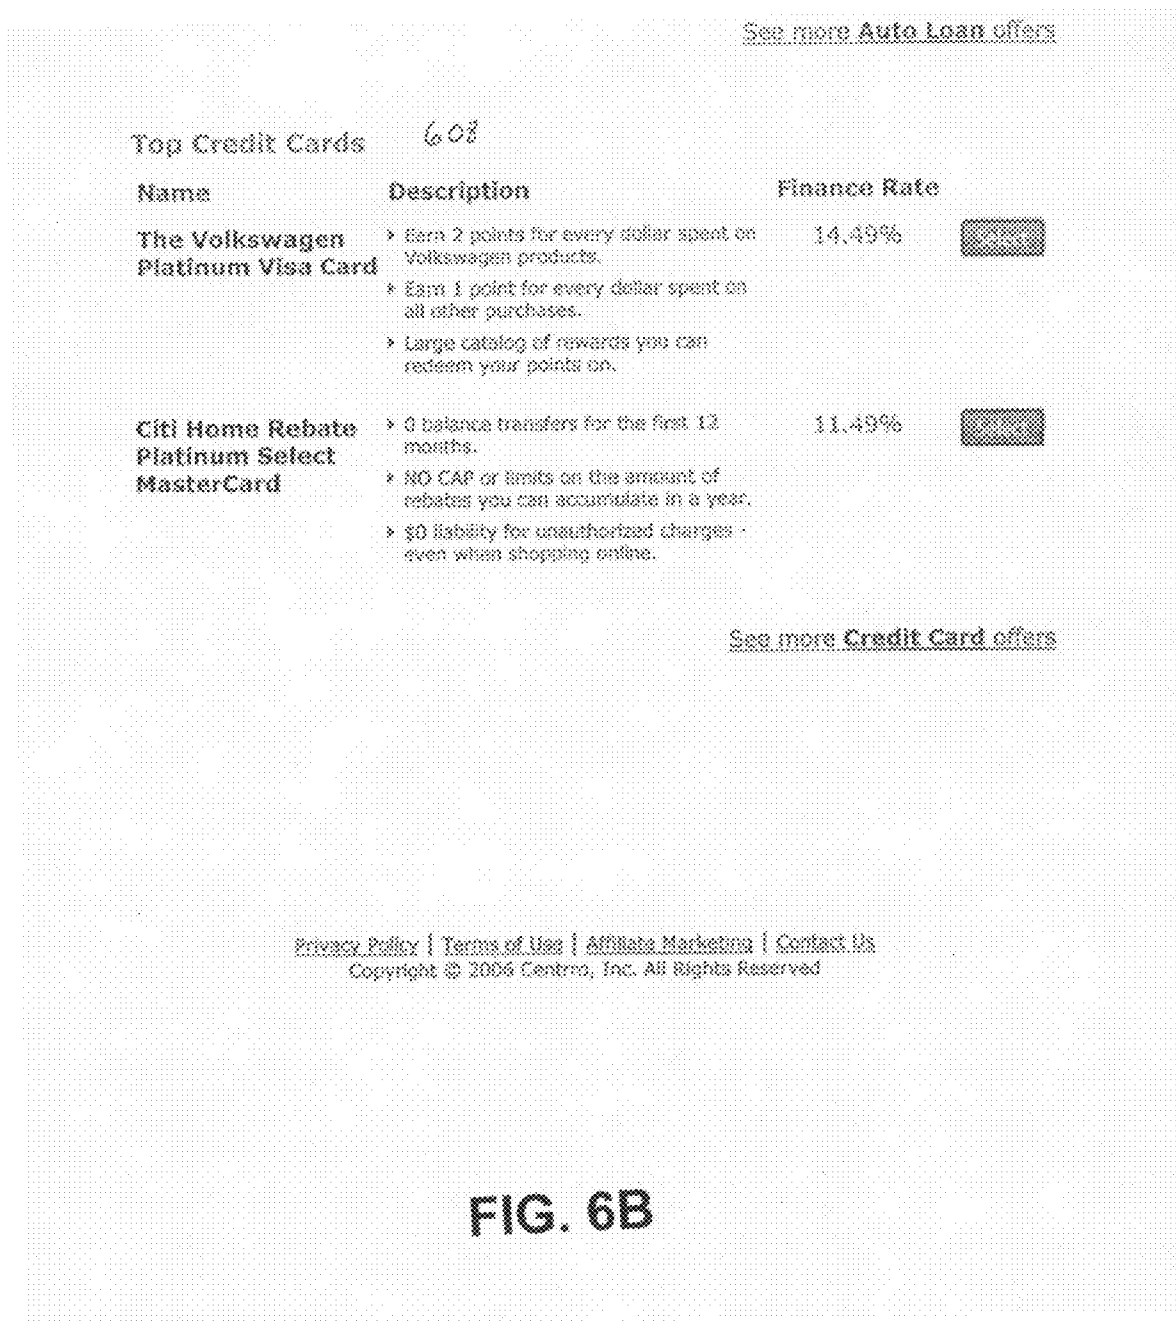 See more Auto Loan offers
Top Credit Cards 608
Name Description Finance Rate
The Volkswagen
Platinum Visa Card
Earn 2 points for every dollar spent on
Volkswagen products.
Earn 1 point for every dollar spent on
all other purchases.
Large catalog of rewards you can
redeem your points on.
14.49%
Citi Home Rebate
Platinum Select
MasterCard
0 balance transfers for the first 12
months.
NO CAP or limits on the amount of
rebates you can accumulate in a year.
$0 liability for unauthorized charges -
even when shopping online.
11.49%
See more Credit Card offers
Privacy Policy | Terms of Use | Affiliate Marketing | Contact Us
Copyright © 2006 Centrro, Inc. All Rights Reserved
FIG. 6B